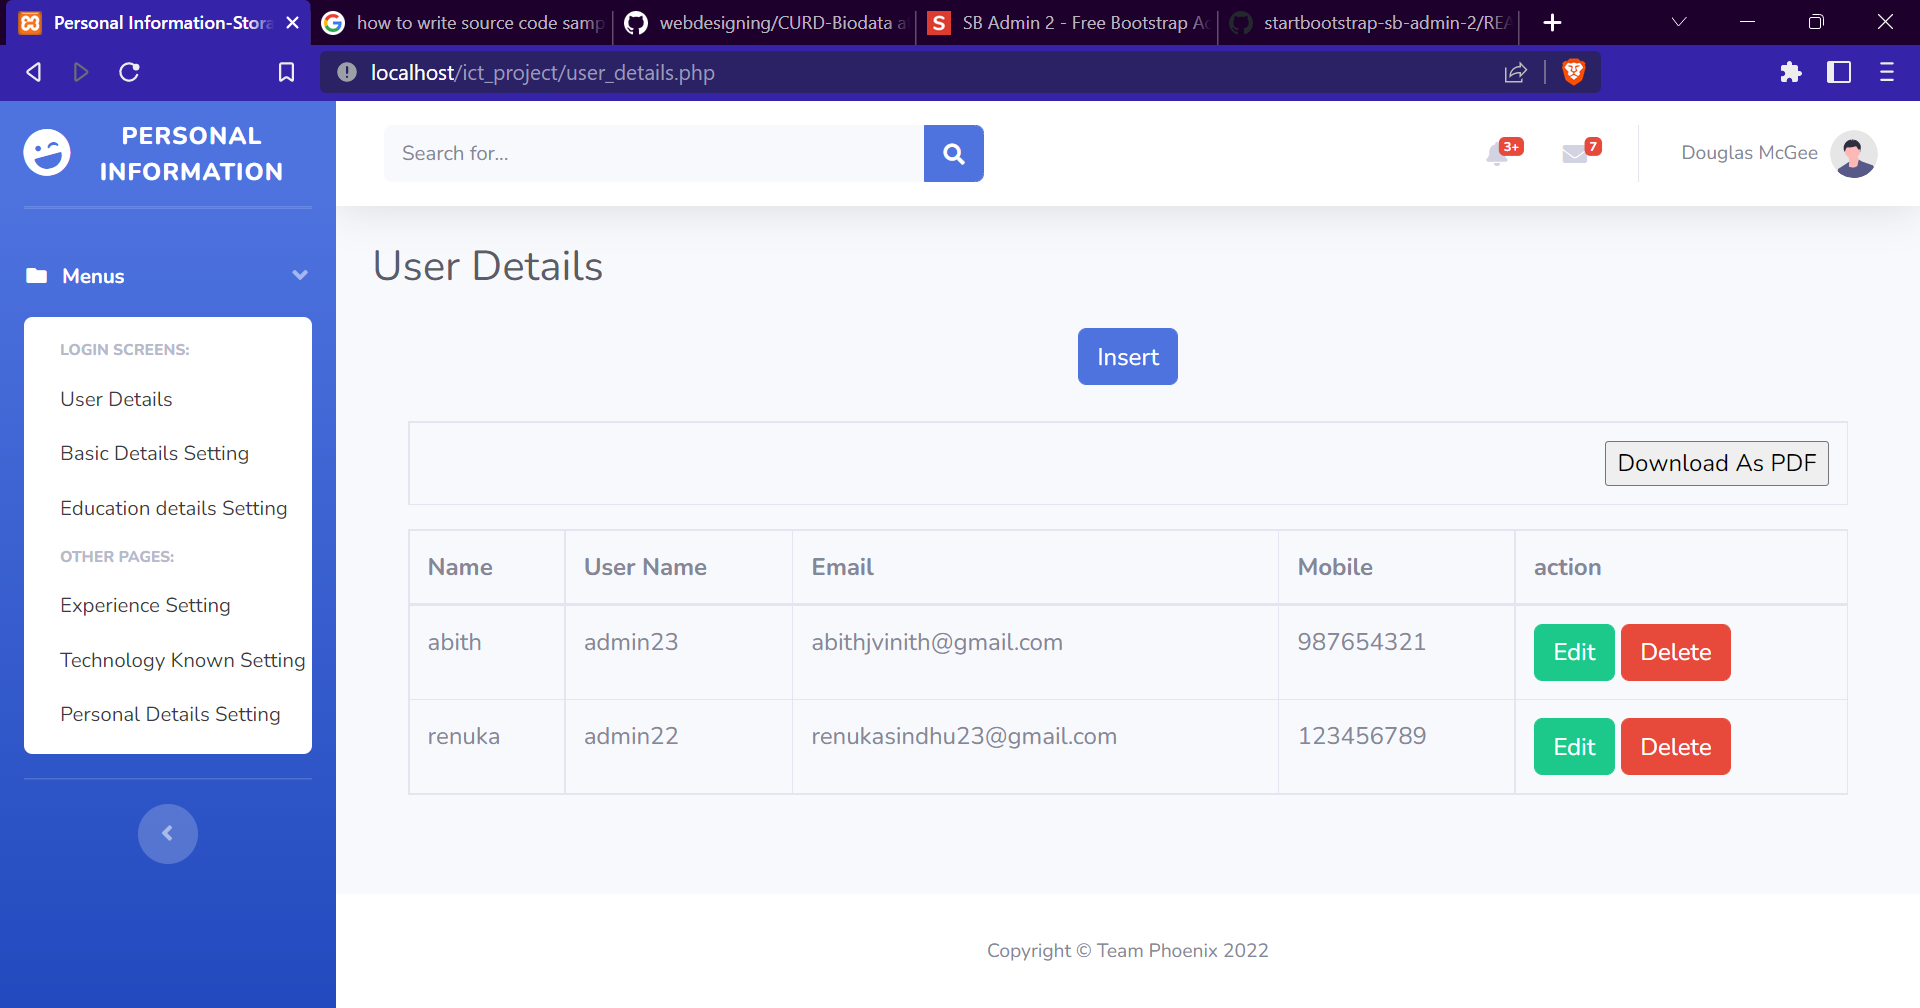 Personal Information-Stora
how to write source code samp
webdesigning/CURD-Biodata a
S SB Admin 2 - Free Bootstrap Ad
startbootstrap-sb-admin-2/REA
localhost/ict_project/user_details.php
PERSONAL
INFORMATION
Menus
LOGIN SCREENS:
User Details
Basic Details Setting
Education details Setting
OTHER PAGES:
Experience Setting
Technology Known Setting
Personal Details Setting
Search for...
3+
7
Douglas McGee
User Details
Insert
Download As PDF
Name User Name Email Mobile action
abith admin23 abithjvinith@gmail.com 987654321 Edit Delete
renuka admin22 renukasindhu23@gmail.com 123456789 Edit Delete
Copyright © Team Phoenix 2022